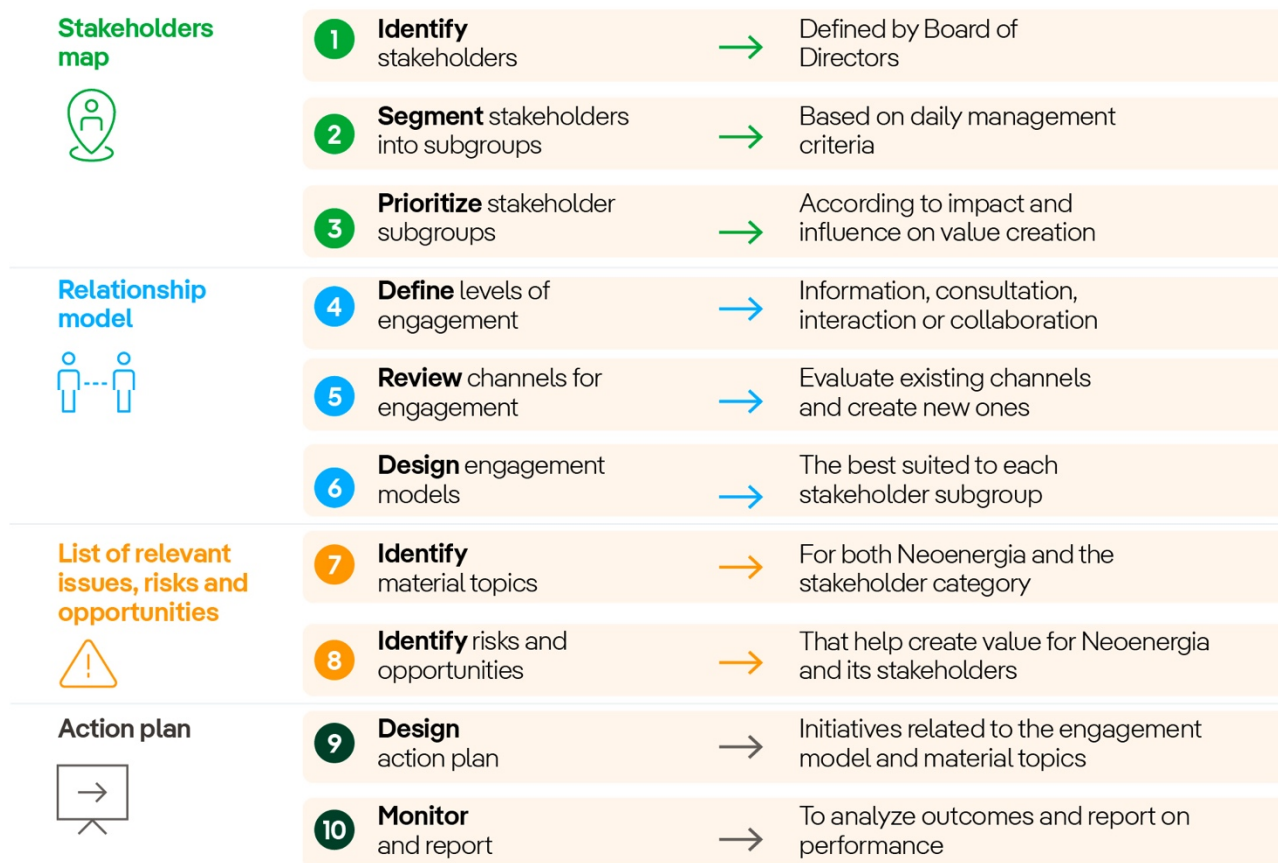 Stakeholders
map
1
Identify
stakeholders
Defined by Board of
Directors
2
Segment stakeholders
into subgroups
Based on daily management
criteria
3
Prioritize stakeholder
subgroups
According to impact and
influence on value creation
Relationship
model
4
Define levels of
engagement
Information, consultation,
interaction or collaboration
5
Review channels for
engagement
Evaluate existing channels
and create new ones
6
Design engagement
models
The best suited to each
stakeholder subgroup
List of relevant
issues, risks and
opportunities
7
Identify
material topics
For both Neoenergia and the
stakeholder category
8
Identify risks and
opportunities
That help create value for Neoenergia
and its stakeholders
Action plan
9
Design
action plan
Initiatives related to the engagement
model and material topics
10
Monitor
and report
To analyze outcomes and report on
performance